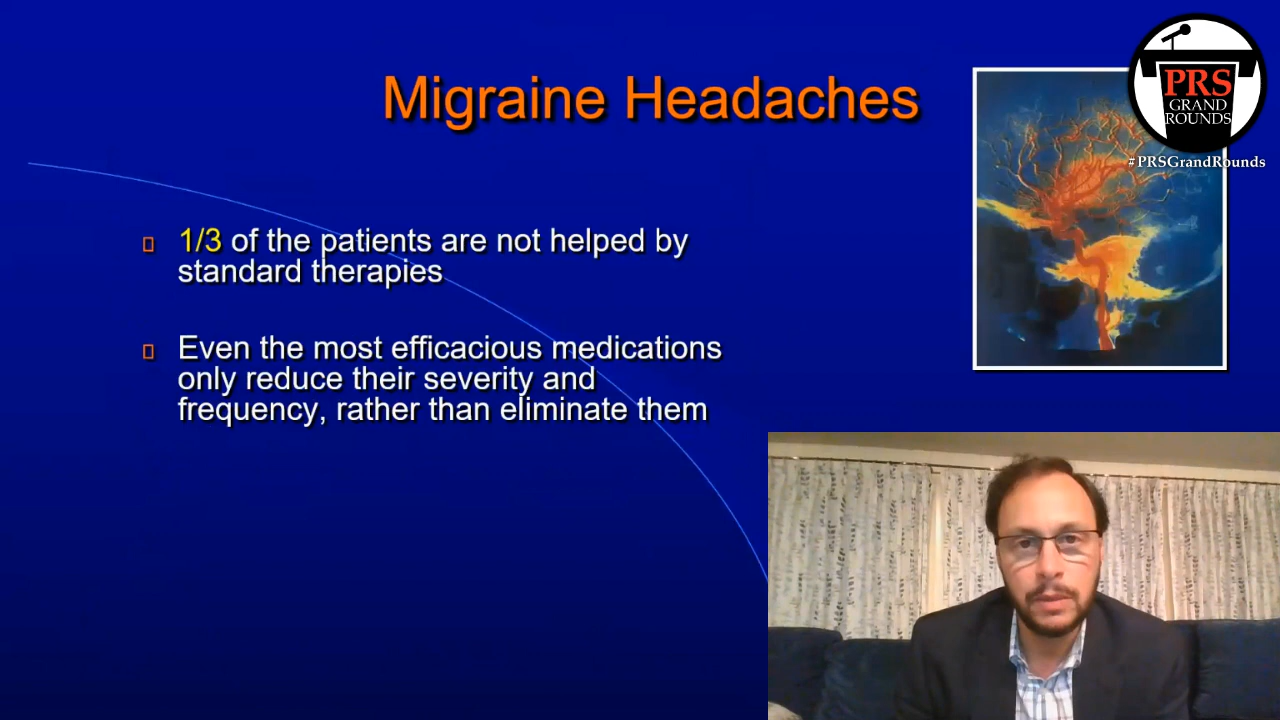 Migraine Headaches
1/3 of the patients are not helped by
standard therapies
Even the most efficacious medications
only reduce their severity and
frequency, rather than eliminate them
PRS
GRAND
ROUNDS
#PRSGrandRounds